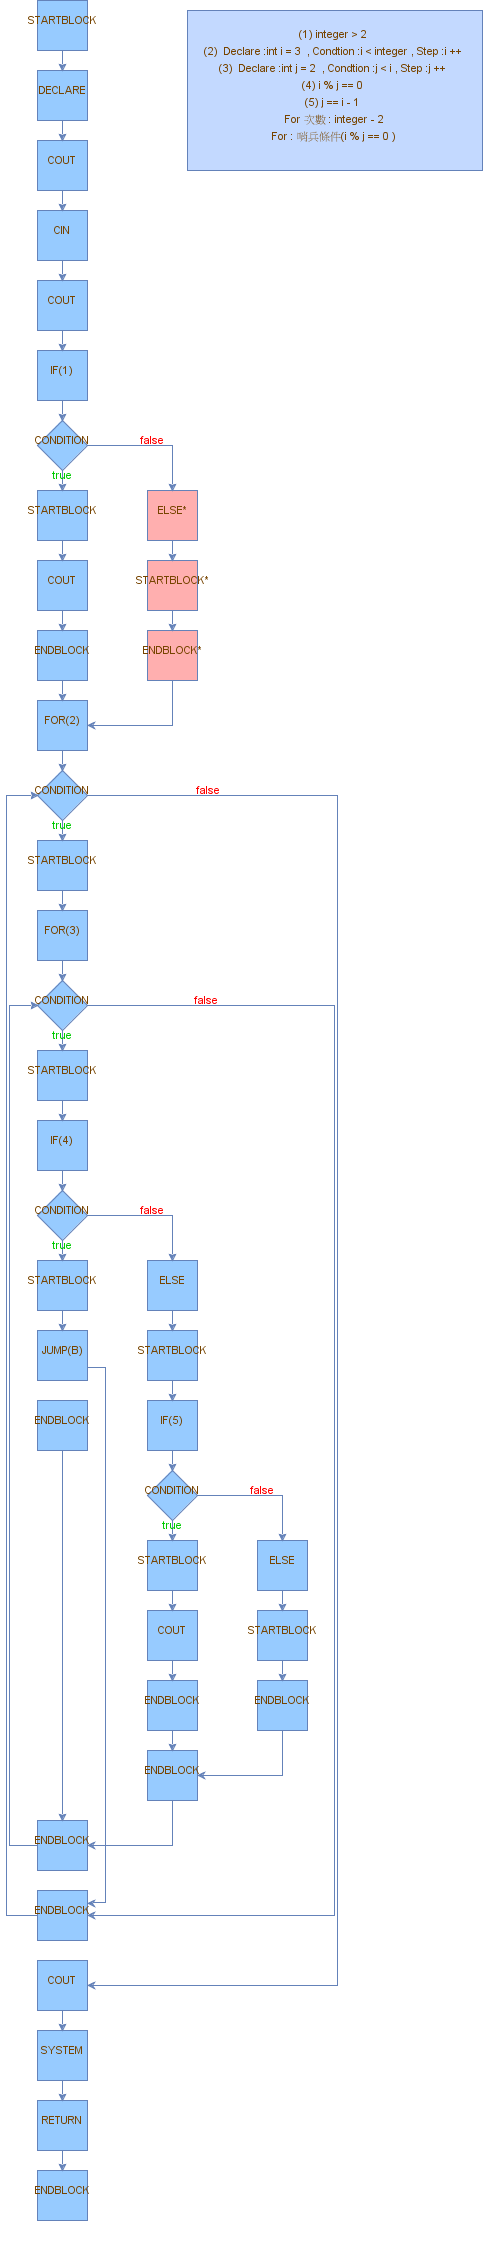 STARTBLOCK
(1) integer > 2
(2)  Declare :int i = 3  , Condtion :i < integer , Step :i ++
(3)  Declare :int j = 2  , Condtion :j < i , Step :j ++
(4) i % j == 0
(5) j == i - 1
For 次數 : integer - 2
For : 哨兵條件(i % j == 0 )
DECLARE
COUT
CIN
COUT
IF(1)
CONDITION
false
true
STARTBLOCK
ELSE*
COUT
STARTBLOCK*
ENDBLOCK
ENDBLOCK*
FOR(2)
CONDITION
false
true
STARTBLOCK
FOR(3)
CONDITION
false
true
STARTBLOCK
IF(4)
CONDITION
false
true
STARTBLOCK
ELSE
JUMP(B)
STARTBLOCK
ENDBLOCK
IF(5)
CONDITION
false
true
STARTBLOCK
ELSE
COUT
STARTBLOCK
ENDBLOCK
ENDBLOCK
ENDBLOCK
ENDBLOCK
ENDBLOCK
COUT
SYSTEM
RETURN
ENDBLOCK